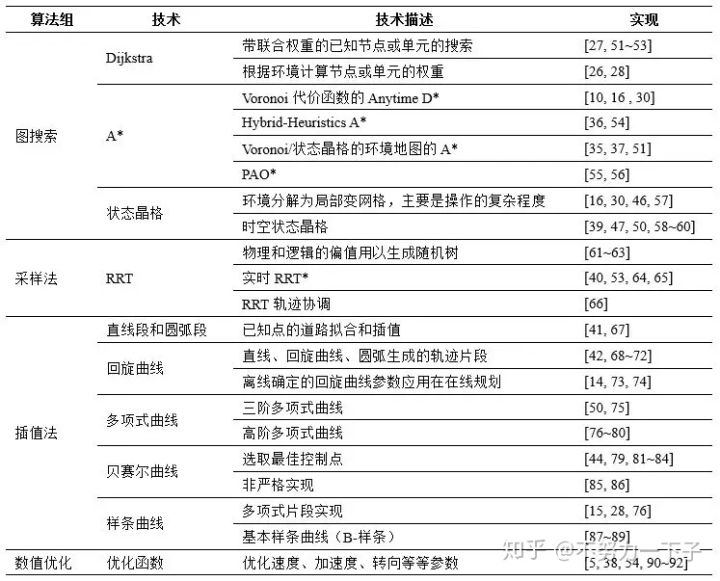 算法组 技术 技术描述 实现
图搜索 Dijkstra 带联合权重的已知节点或单元的搜索 [27, 51~53]
根据环境计算节点或单元的权重 [26, 28]
A* Voronoi 代价函数的 Anytime D* [10, 16 , 30]
Hybrid-Heuristics A* [36, 54]
Voronoi/状态晶格的环境地图的 A* [35, 37, 51]
PAO* [55, 56]
状态晶格 环境分解为局部变网格，主要是操作的复杂程度 [16, 30, 46, 57]
时空状态晶格 [39, 47, 50, 58~60]
采样法 RRT 物理和逻辑的偏值用以生成随机树 [61~63]
实时 RRT* [40, 53, 64, 65]
RRT 轨迹协调 [66]
插值法 直线段和圆弧段 已知点的道路拟合和插值 [41, 67]
回旋曲线 直线、回旋曲线、圆弧生成的轨迹片段 [42, 68~72]
离线确定的回旋曲线参数应用在在线规划 [14, 73, 74]
多项式曲线 三阶多项式曲线 [50, 75]
高阶多项式曲线 [76~80]
贝赛尔曲线 选取最佳控制点 [44, 79, 81~84]
非严格实现 [85, 86]
样条曲线 多项式片段实现 [15, 28, 76]
基本样条曲线（B-样条） [87~89]
数值优化 优化函数 优化速度、加速度、转向等等参数 [5, 38, 54, 90~92]
知乎 @不努力一下子